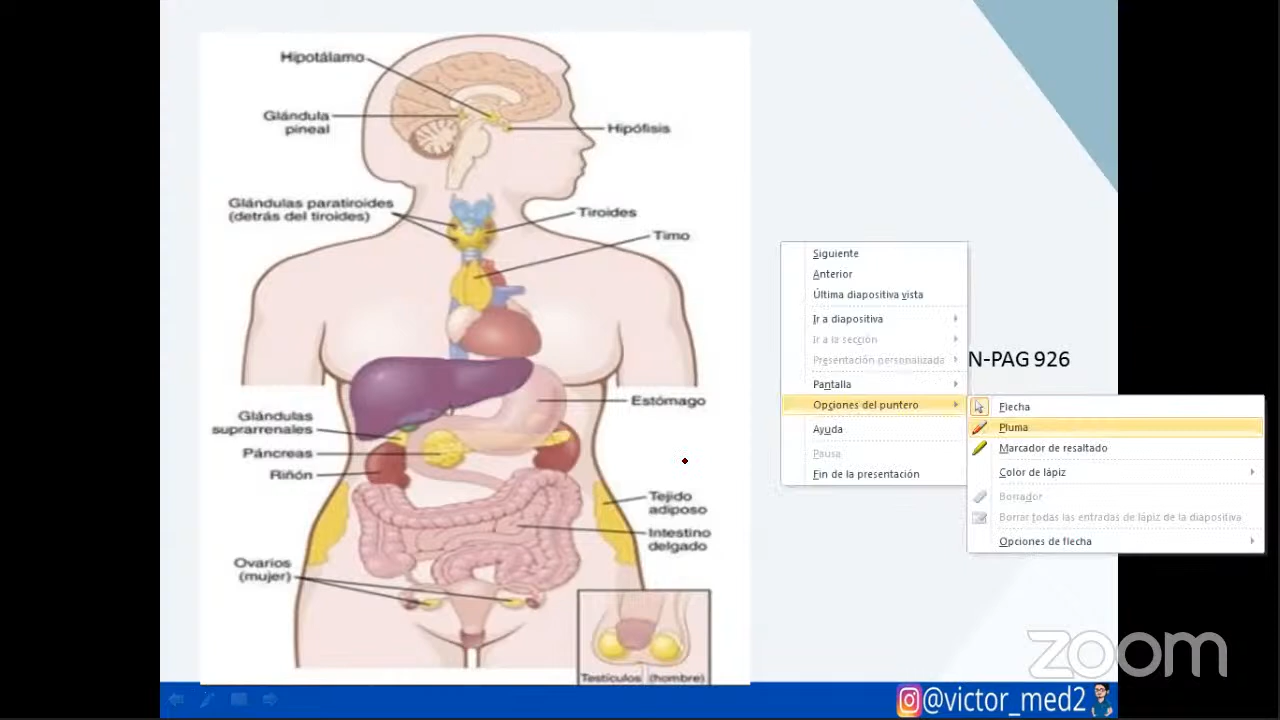 Hipotálamo
Glándula
pineal
Hipófisis
Glándulas paratiroides
(detrás del tiroides)
Tiroides
Timo
Estómago
Glándulas
suprarrenales
Páncreas
Riñón
Tejido
adiposo
Intestino
delgado
Ovarios
(mujer)
Testículos (hombre)
Siguiente
Anterior
Última diapositiva vista
Ir a diapositiva
Ir a la sección
Presentación personalizada
Pantalla
Opciones del puntero
Ayuda
Pausa
Fin de la presentación
N-PAG 926
Flecha
Pluma
Marcador de resaltado
Color de lápiz
Borrador
Borrar todas las entradas de lápiz de la diapositiva
Opciones de flecha
zoom
@victor_med2